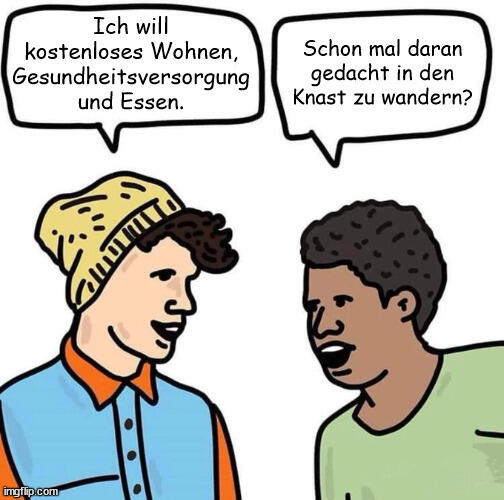 Ich will
kostenloses Wohnen,
Gesundheitsversorgung
und Essen.
Schon mal daran
gedacht in den
Knast zu wandern?
imgflip.com